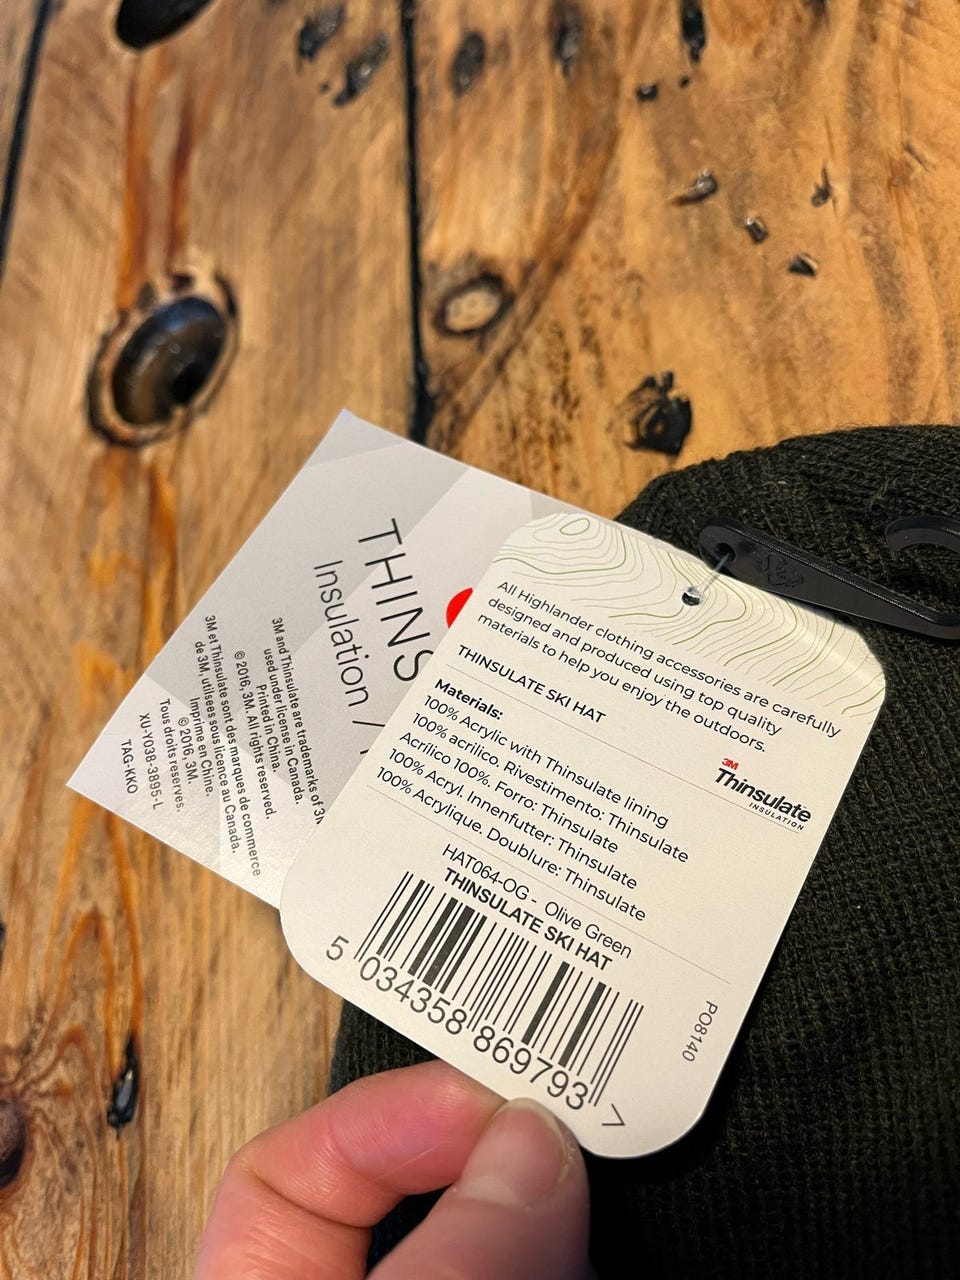 All Highlander clothing accessories are carefully
designed and produced using top quality
materials to help you enjoy the outdoors.
THINSULATE SKI HAT
3M
Thinsulate
INSULATION
Materials:
100% Acrylic with Thinsulate lining
100% acrilico. Rivestimento: Thinsulate
Acrílico 100%. Forro: Thinsulate
100% Acryl. Innenfutter: Thinsulate
100% Acrylique. Doublure: Thinsulate
HAT064-OG - Olive Green
THINSULATE SKI HAT
5 034358 869793 >
PO8140
THINS
Insulation /
3M and Thinsulate are trademarks of 3M
used under license in Canada.
Printed in China.
© 2016, 3M. All rights reserved.
3M et Thinsulate sont des marques de commerce
de 3M, utilisées sous licence au Canada.
Imprime en Chine.
© 2016, 3M.
Tous droits reserves.
XU-Y038-3895-L
TAG-KKO